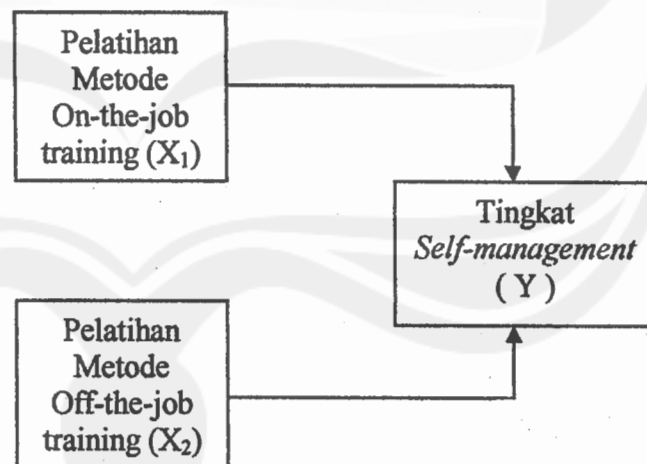 Pelatihan
Metode
On-the-job
training (X₁)
Tingkat
Self-management
( Y )
Pelatihan
Metode
Off-the-job
training (X₂)